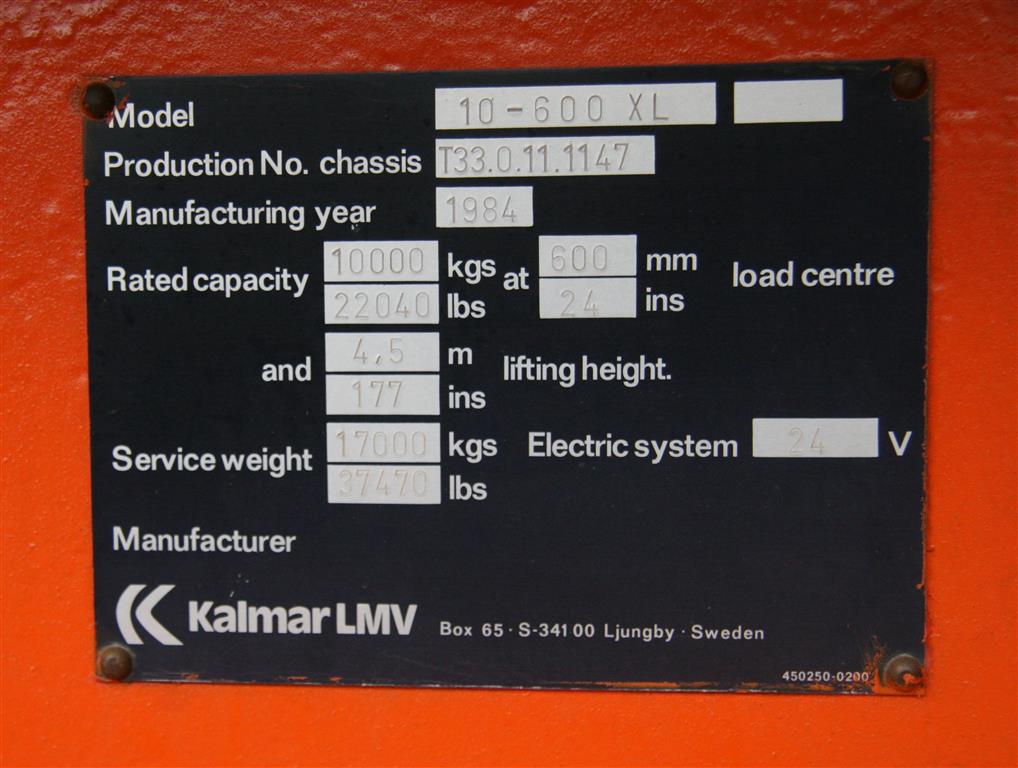 Model 10-600 XL
Production No. chassis T33.0.11.1147
Manufacturing year 1984
Rated capacity 10000 kgs at 600 mm load centre
22040 lbs 24 ins
and 4,5 m lifting height.
177 ins
Service weight 17000 kgs Electric system 24 V
37470 lbs
Manufacturer
Kalmar LMV Box 65 · S-341 00 Ljungby · Sweden
450250-0200